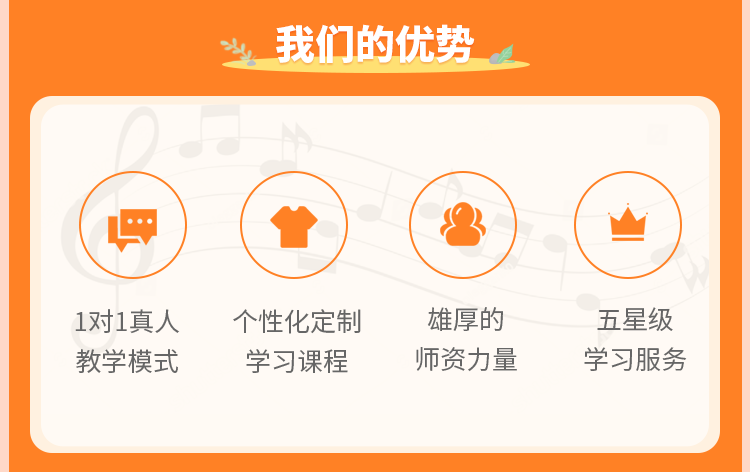 我们的优势
1对1真人
教学模式
个性化定制
学习课程
雄厚的
师资力量
五星级
学习服务